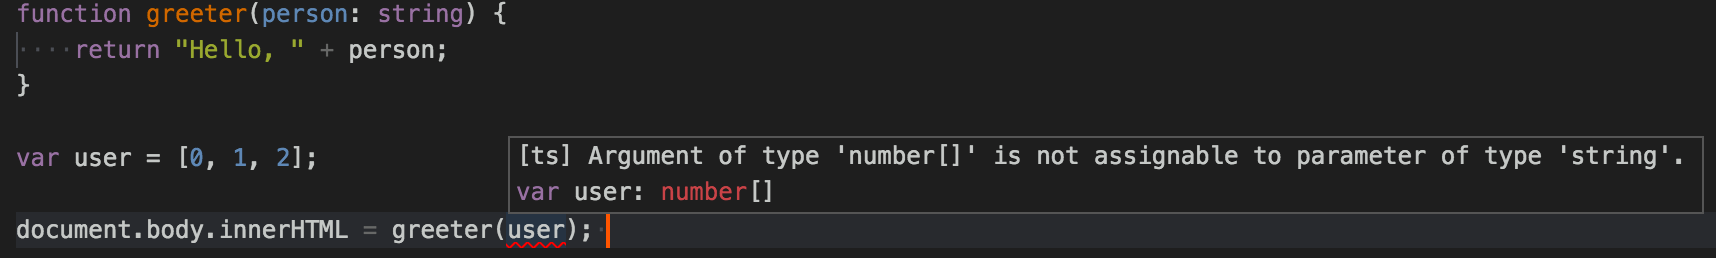 function greeter(person: string) {
    return "Hello, " + person;
}
var user = [0, 1, 2];
[ts] Argument of type 'number[]' is not assignable to parameter of type 'string'.
var user: number[]
document.body.innerHTML = greeter(user);